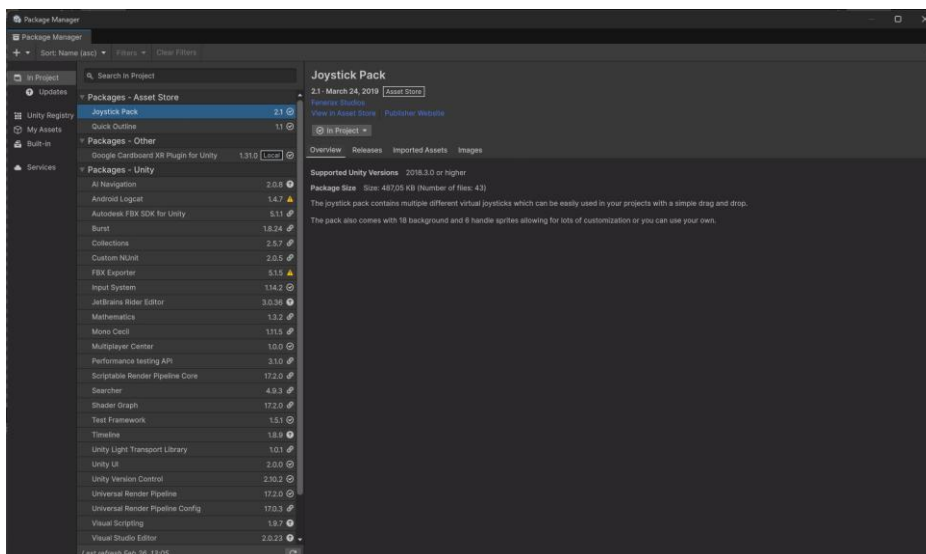 Package Manager
Package Manager
+ Sort: Name (asc) Filters Clear Filters
In Project
Updates
Unity Registry
My Assets
Built-in
Services
Search In Project
Packages - Asset Store
Joystick Pack 2.1
Quick Outline 1.1
Packages - Other
Google Cardboard XR Plugin for Unity 1.31.0 Local
Packages - Unity
AI Navigation 2.0.8
Android Logcat 1.4.7
Autodesk FBX SDK for Unity 5.1.1
Burst 1.8.24
Collections 2.5.7
Custom NUnit 2.0.5
FBX Exporter 5.1.5
Input System 1.14.2
JetBrains Rider Editor 3.0.36
Mathematics 1.3.2
Mono Cecil 1.11.5
Multiplayer Center 1.0.0
Performance testing API 3.1.0
Scriptable Render Pipeline Core 17.2.0
Searcher 4.9.3
Shader Graph 17.2.0
Test Framework 1.5.1
Timeline 1.8.9
Unity Light Transport Library 1.0.1
Unity UI 2.0.0
Unity Version Control 2.10.2
Universal Render Pipeline 17.2.0
Universal Render Pipeline Config 17.0.3
Visual Scripting 1.9.7
Visual Studio Editor 2.0.23
Last refresh Feb 26, 13:05
Joystick Pack
2.1 · March 24, 2019 Asset Store
Fenerax Studios
View in Asset Store Publisher Website
In Project
Overview Releases Imported Assets Images
Supported Unity Versions 2018.3.0 or higher
Package Size Size: 487,05 KB (Number of files: 43)
The joystick pack contains multiple different virtual joysticks which can be easily used in your projects with a simple drag and drop.
The pack also comes with 18 background and 6 handle sprites allowing for lots of customization or you can use your own.